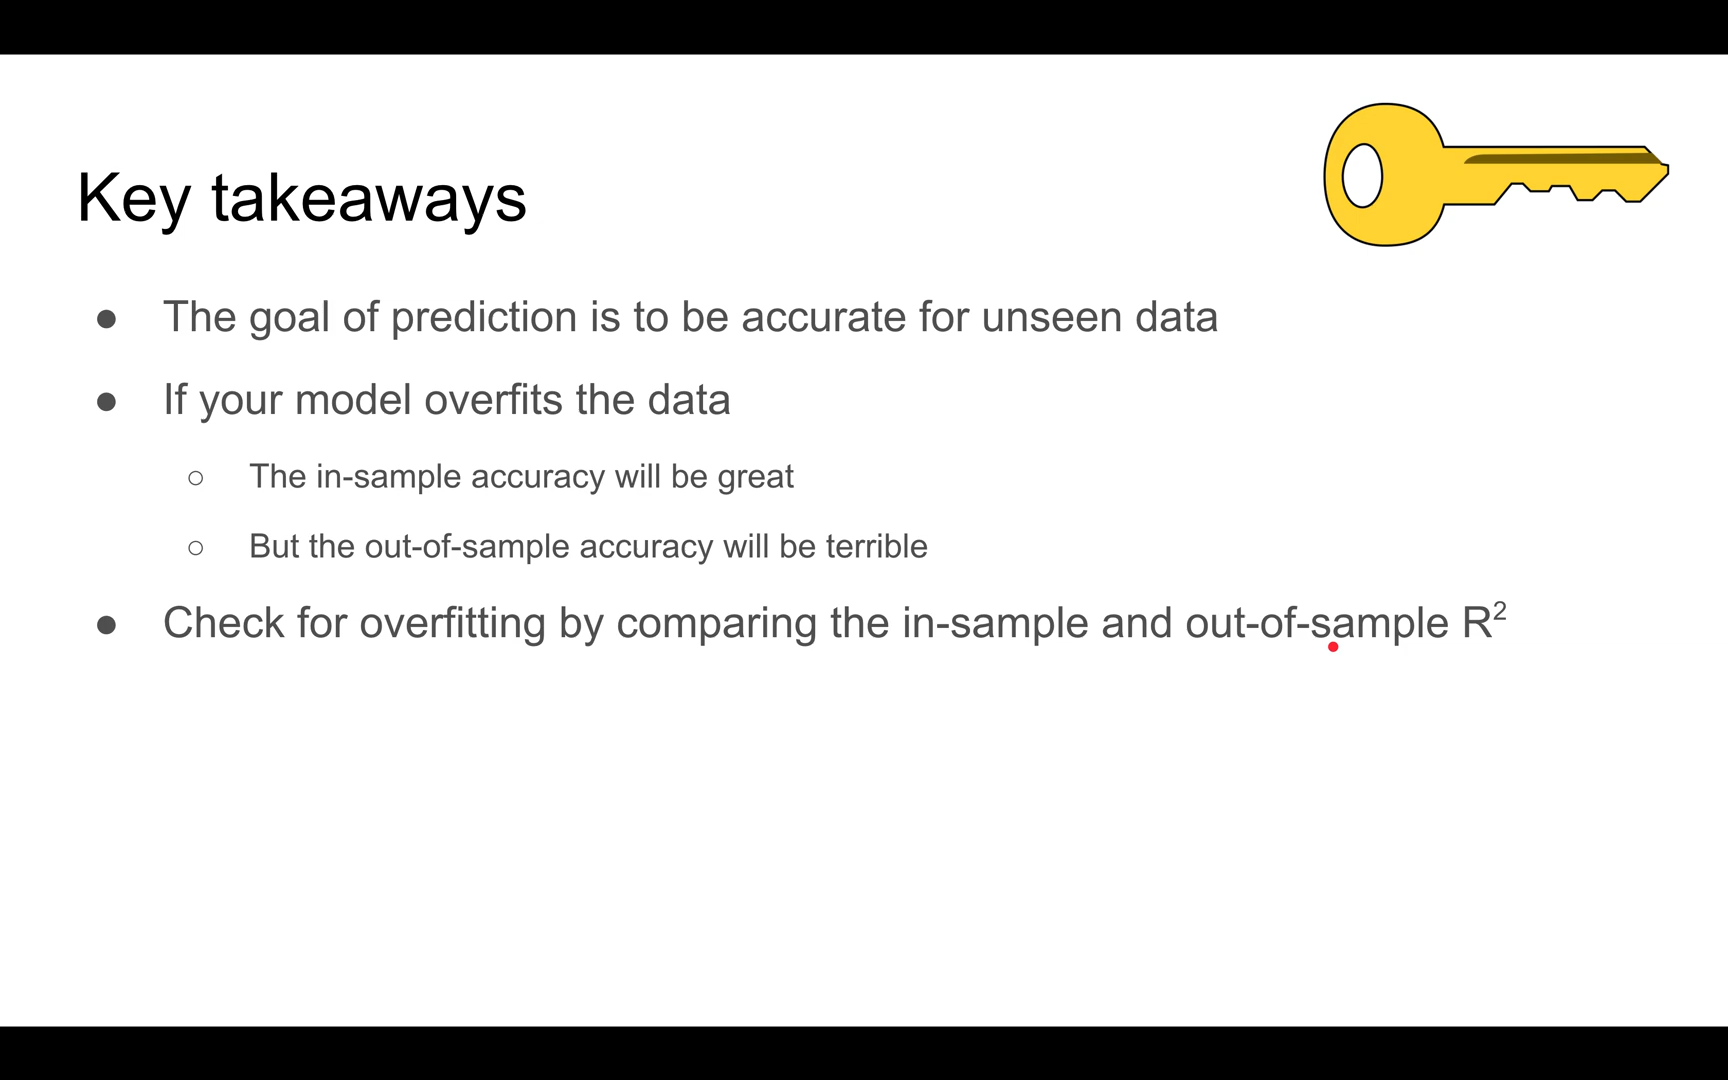 Key takeaways
● The goal of prediction is to be accurate for unseen data
● If your model overfits the data
○ The in-sample accuracy will be great
○ But the out-of-sample accuracy will be terrible
● Check for overfitting by comparing the in-sample and out-of-sample R²